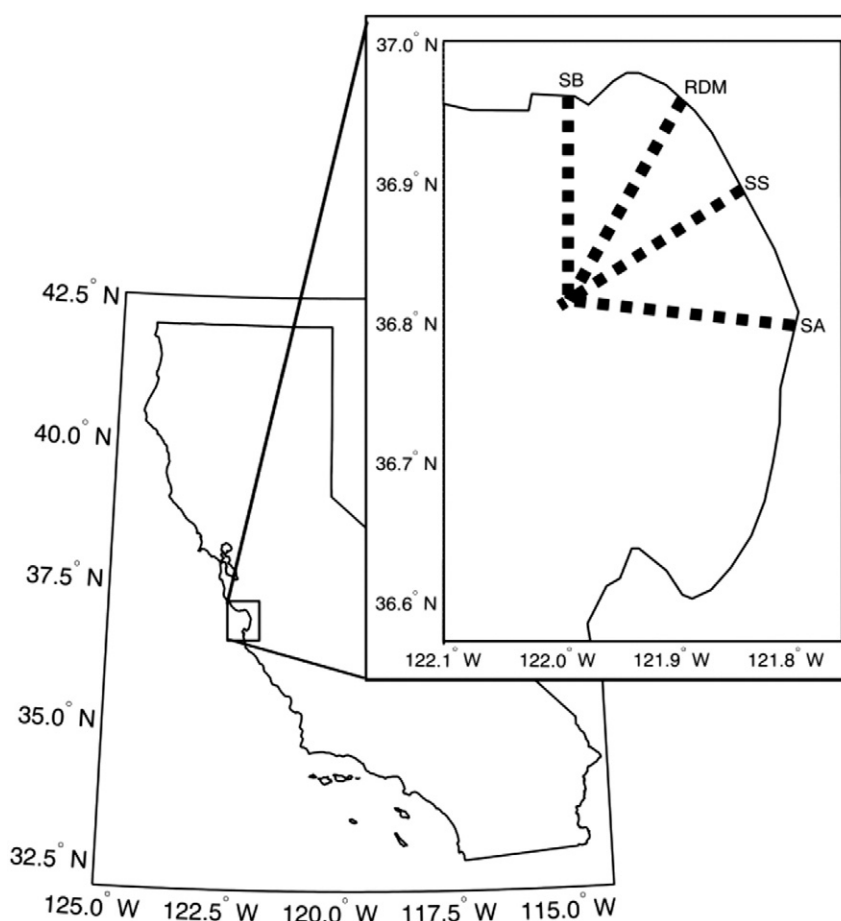 37.0° N
SB
RDM
36.9° N
SS
36.8° N
SA
36.7° N
36.6° N
122.1° W 122.0° W 121.9° W 121.8° W
42.5° N
40.0° N
37.5° N
35.0° N
32.5° N
125.0° W 122.5° W 120.0° W 117.5° W 115.0° W